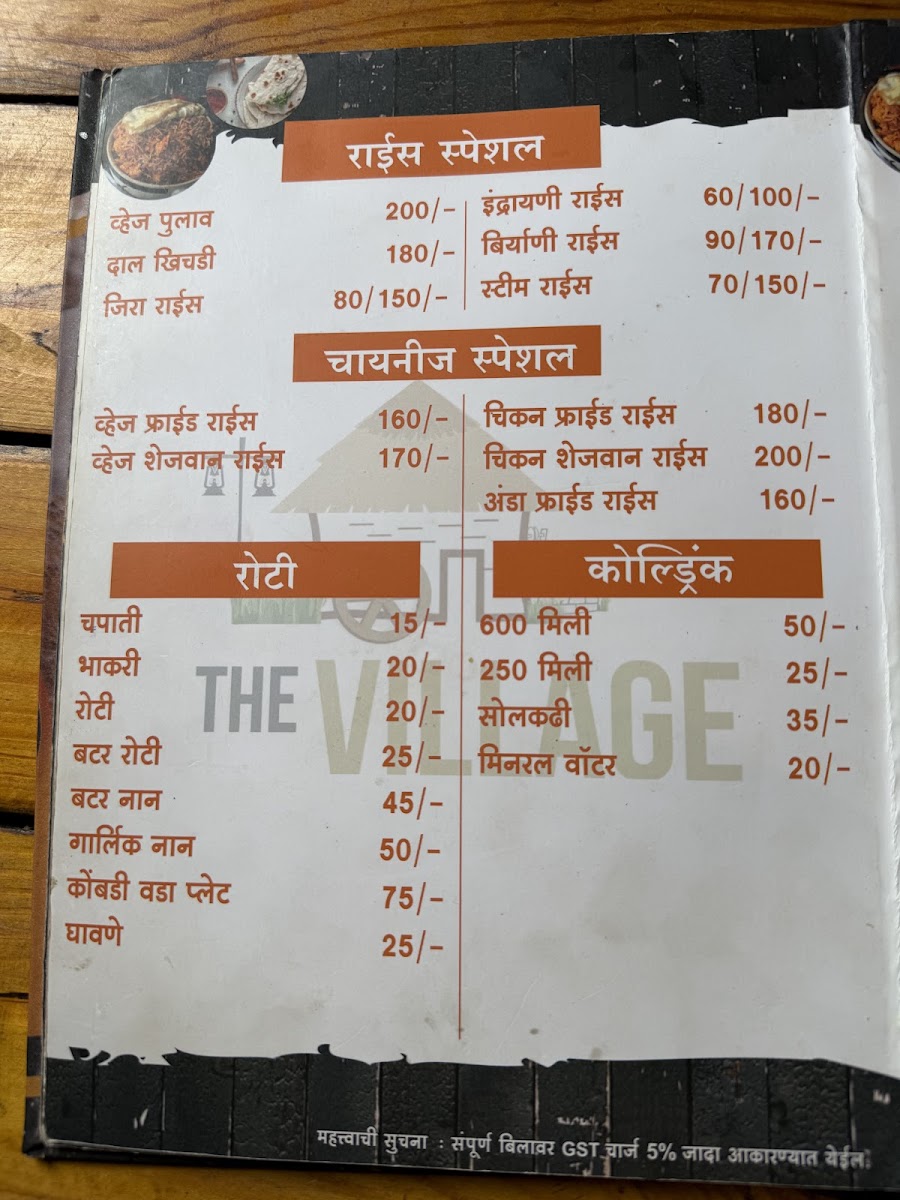 राईस स्पेशल
व्हेज पुलाव 200/-
दाल खिचडी 180/-
जिरा राईस 80/150/-
इंद्रायणी राईस 60/100/-
बिर्याणी राईस 90/170/-
स्टीम राईस 70/150/-
चायनीज स्पेशल
व्हेज फ्राईड राईस 160/-
व्हेज शेजवान राईस 170/-
चिकन फ्राईड राईस 180/-
चिकन शेजवान राईस 200/-
अंडा फ्राईड राईस 160/-
रोटी
चपाती 15/-
भाकरी 20/-
रोटी 20/-
बटर रोटी 25/-
बटर नान 45/-
गार्लिक नान 50/-
कोंबडी वडा प्लेट 75/-
घावणे 25/-
कोल्ड्रिंक
600 मिली 50/-
250 मिली 25/-
सोलकढी 35/-
मिनरल वॉटर 20/-
THE VILLAGE
महत्त्वाची सुचना : संपूर्ण बिलावर GST चार्ज 5% जादा आकारण्यात येईल.